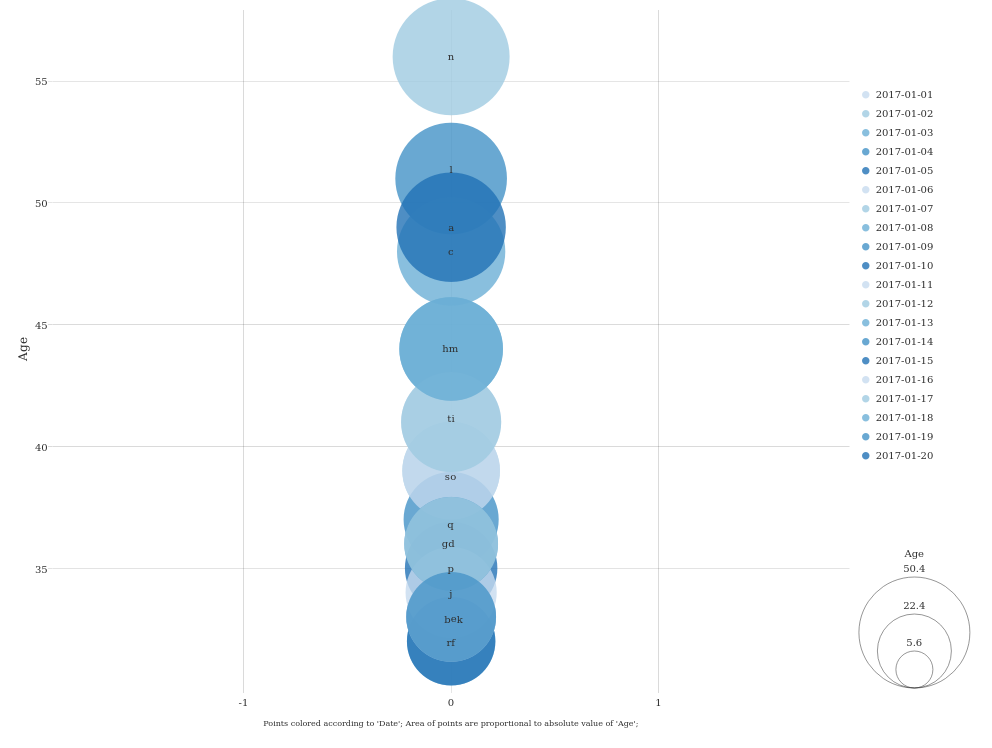 n
55
l
50
a
c
45
hm
Age
ti
40
so
q
gd
35
p
j
bek
rf
-1 0 1
Points colored according to 'Date'; Area of points are proportional to absolute value of 'Age';
2017-01-01
2017-01-02
2017-01-03
2017-01-04
2017-01-05
2017-01-06
2017-01-07
2017-01-08
2017-01-09
2017-01-10
2017-01-11
2017-01-12
2017-01-13
2017-01-14
2017-01-15
2017-01-16
2017-01-17
2017-01-18
2017-01-19
2017-01-20
Age
50.4
22.4
5.6